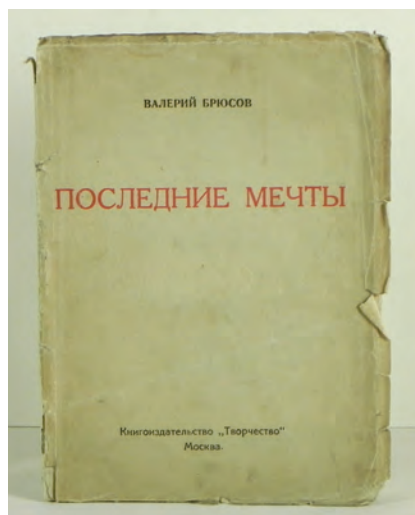 ВАЛЕРИЙ БРЮСОВ
ПОСЛЕДНИЕ МЕЧТЫ
Книгоиздательство „Творчество“
Москва.